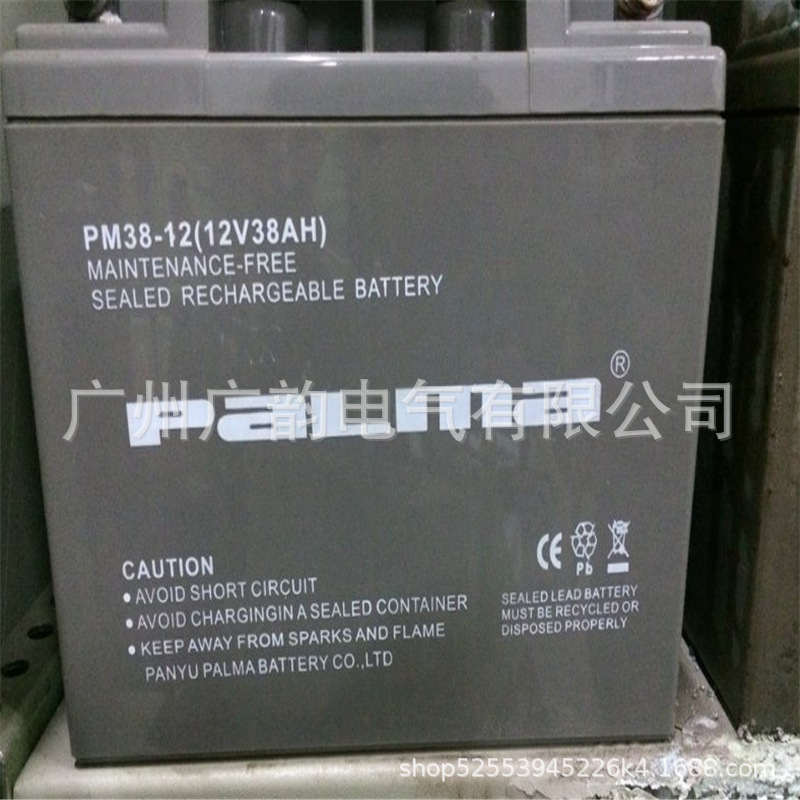 PM38-12(12V38AH)
MAINTENANCE-FREE
SEALED RECHARGEABLE BATTERY
PaLma ®
广州广韵电气有限公司
CAUTION
• AVOID SHORT CIRCUIT
• AVOID CHARGINGIN A SEALED CONTAINER
• KEEP AWAY FROM SPARKS AND FLAME
PANYU PALMA BATTERY CO.,LTD
CE Pb
SEALED LEAD BATTERY
MUST BE RECYCLED OR
DISPOSED PROPERLY
shop52553945226k4.1688.com